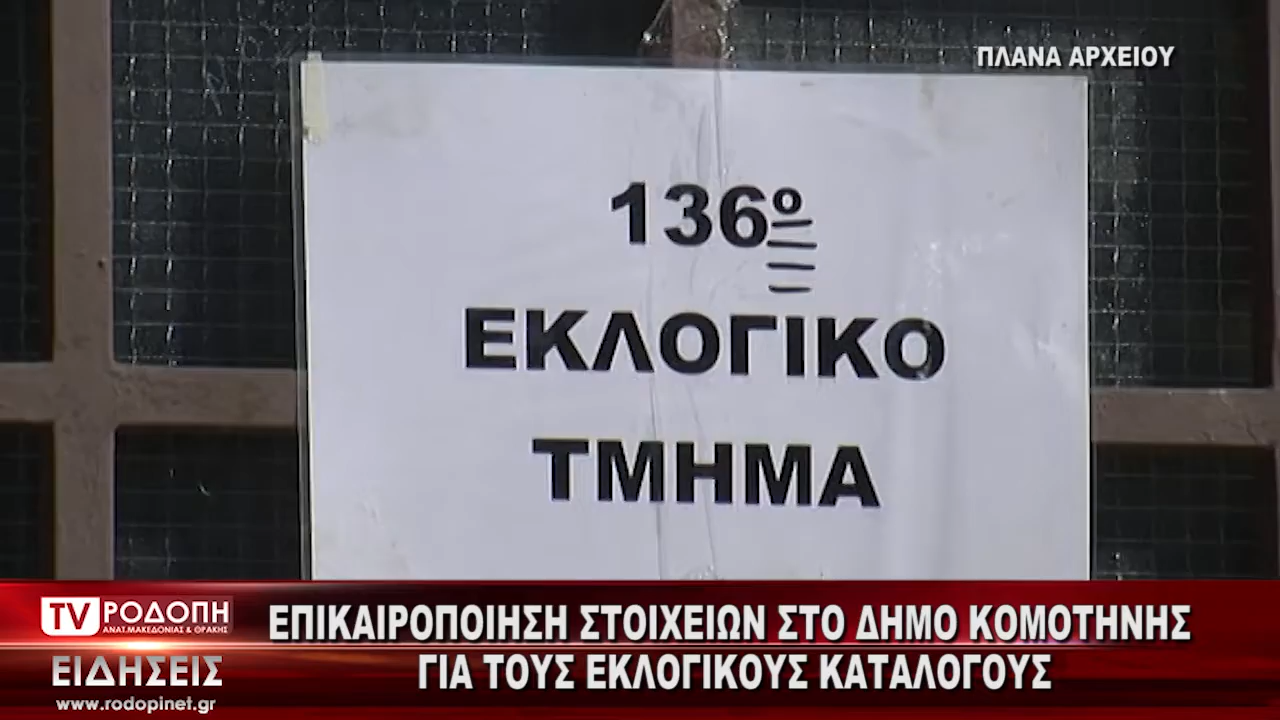 ΠΛΑΝΑ ΑΡΧΕΙΟΥ
136º
ΕΚΛΟΓΙΚΟ
ΤΜΗΜΑ
TV ΡΟΔΟΠΗ
ΑΝΑΤ.ΜΑΚΕΔΟΝΙΑΣ & ΘΡΑΚΗΣ
ΕΙΔΗΣΕΙΣ
www.rodopinet.gr
ΕΠΙΚΑΙΡΟΠΟΙΗΣΗ ΣΤΟΙΧΕΙΩΝ ΣΤΟ ΔΗΜΟ ΚΟΜΟΤΗΝΗΣ
ΓΙΑ ΤΟΥΣ ΕΚΛΟΓΙΚΟΥΣ ΚΑΤΑΛΟΓΟΥΣ